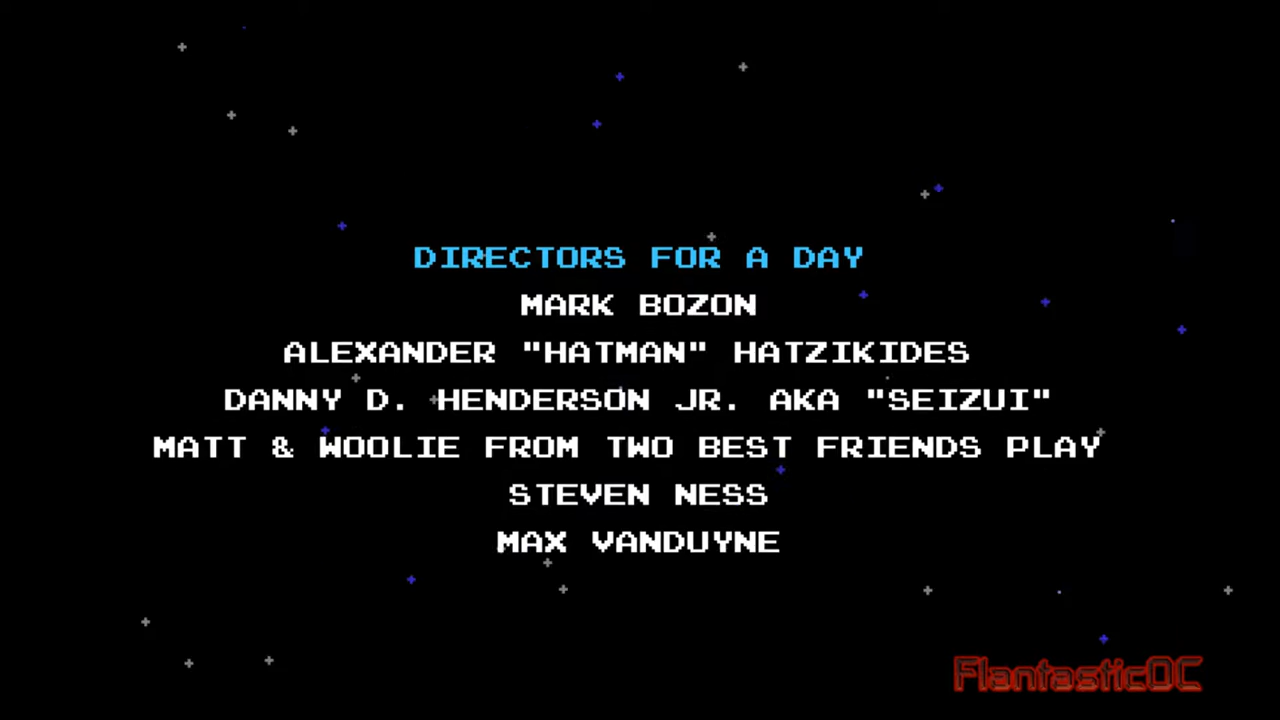 DIRECTORS FOR A DAY
MARK BOZON
ALEXANDER "HATMAN" HATZIKIDES
DANNY D. HENDERSON JR. AKA "SEIZUI"
MATT & WOOLIE FROM TWO BEST FRIENDS PLAY
STEVEN NESS
MAX VANDUYNE
FlantasticOC